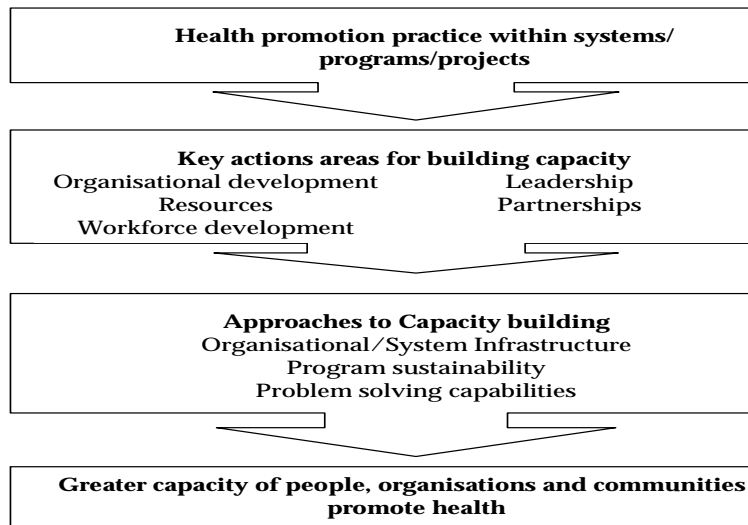 Health promotion practice within systems/
programs/projects
Key actions areas for building capacity
Organisational development Leadership
Resources Partnerships
Workforce development
Approaches to Capacity building
Organisational/System Infrastructure
Program sustainability
Problem solving capabilities
Greater capacity of people, organisations and communities
promote health